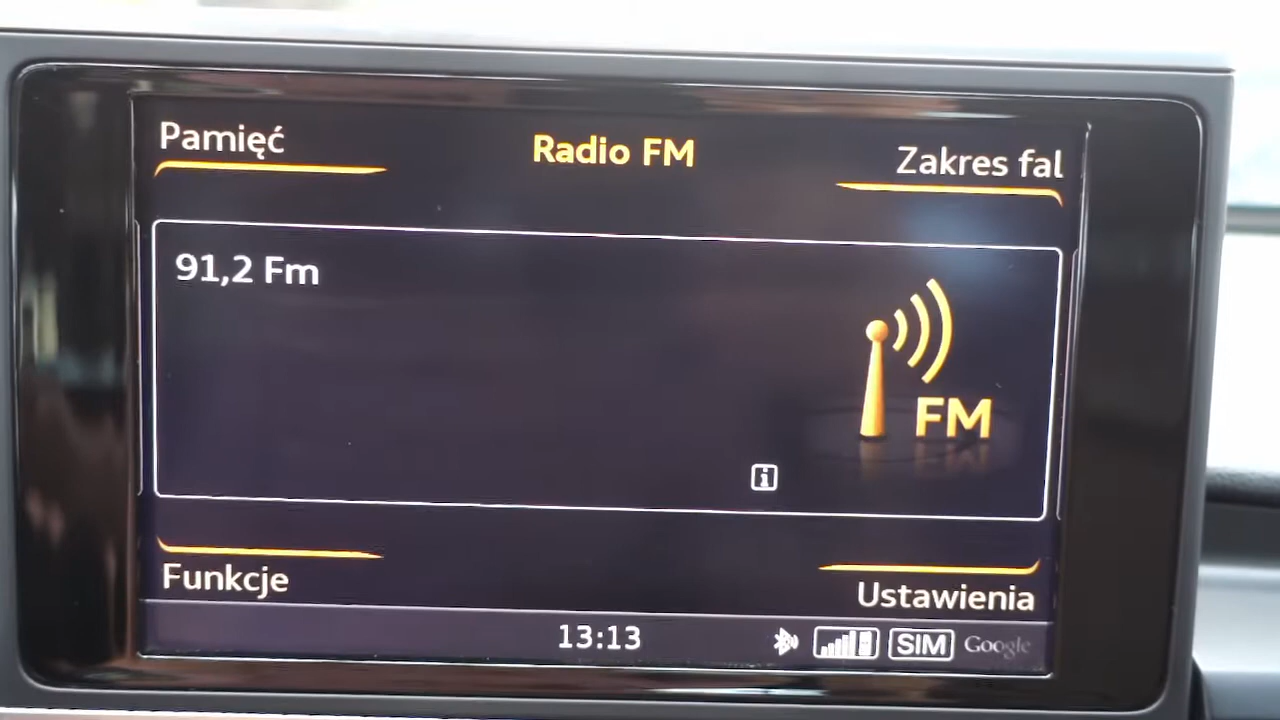 Pamięć
Radio FM
Zakres fal
91,2 Fm
FM
i
Funkcje
Ustawienia
13:13
SIM
Google